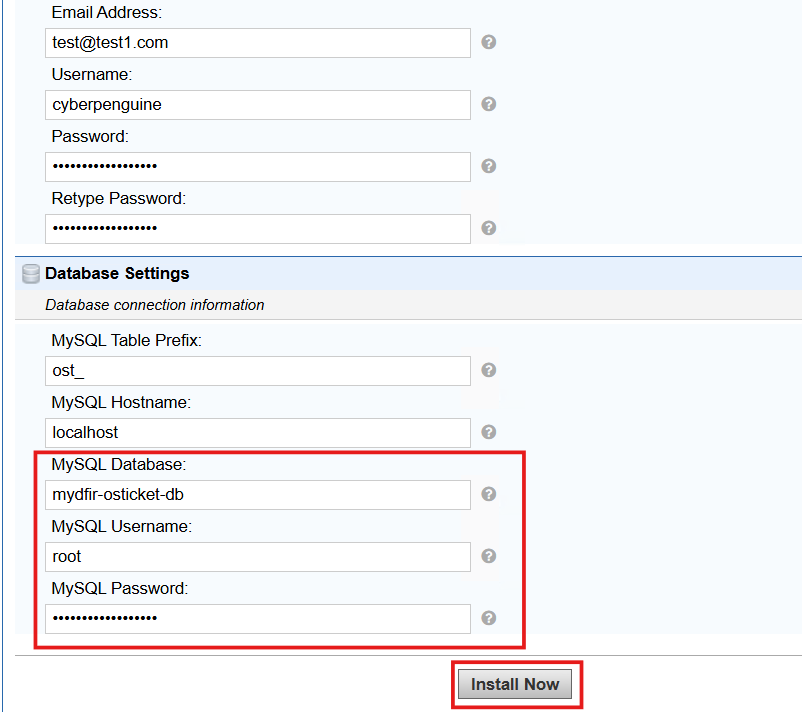 Email Address:
test@test1.com
Username:
cyberpenguine
Password:
••••••••••••••••••
Retype Password:
••••••••••••••••••
Database Settings
Database connection information
MySQL Table Prefix:
ost_
MySQL Hostname:
localhost
MySQL Database:
mydfir-osticket-db
MySQL Username:
root
MySQL Password:
••••••••••••••••••
Install Now